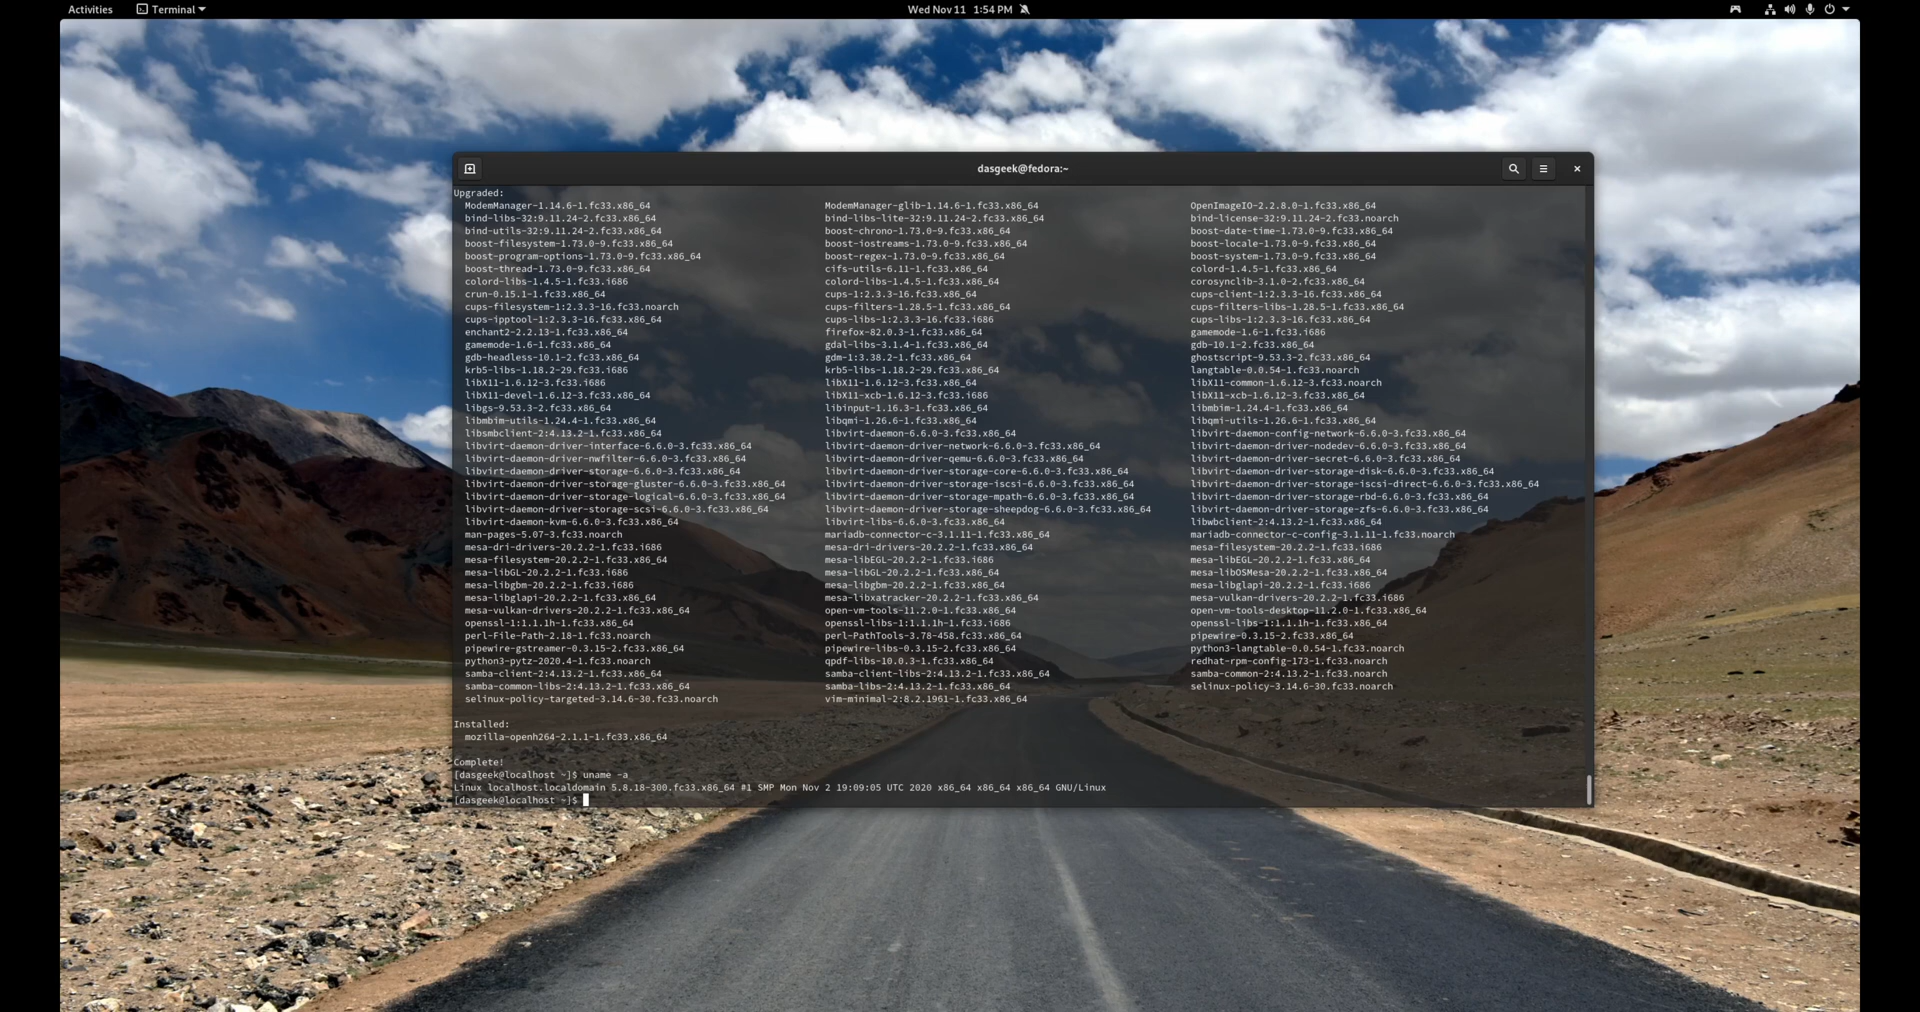 Activities Terminal Wed Nov 11 1:54 PM
dasgeek@fedora:~
Upgraded:
ModemManager-1.14.6-1.fc33.x86_64 ModemManager-glib-1.14.6-1.fc33.x86_64 OpenImageIO-2.2.8.0-1.fc33.x86_64
bind-libs-32:9.11.24-2.fc33.x86_64 bind-libs-lite-32:9.11.24-2.fc33.x86_64 bind-license-32:9.11.24-2.fc33.noarch
bind-utils-32:9.11.24-2.fc33.x86_64 boost-chrono-1.73.0-9.fc33.x86_64 boost-date-time-1.73.0-9.fc33.x86_64
boost-filesystem-1.73.0-9.fc33.x86_64 boost-iostreams-1.73.0-9.fc33.x86_64 boost-locale-1.73.0-9.fc33.x86_64
boost-program-options-1.73.0-9.fc33.x86_64 boost-regex-1.73.0-9.fc33.x86_64 boost-system-1.73.0-9.fc33.x86_64
boost-thread-1.73.0-9.fc33.x86_64 cifs-utils-6.11-1.fc33.x86_64 colord-1.4.5-1.fc33.x86_64
colord-libs-1.4.5-1.fc33.i686 colord-libs-1.4.5-1.fc33.x86_64 corosynclib-3.1.0-2.fc33.x86_64
crun-0.15.1-1.fc33.x86_64 cups-1:2.3.3-16.fc33.x86_64 cups-client-1:2.3.3-16.fc33.x86_64
cups-filesystem-1:2.3.3-16.fc33.noarch cups-filters-1.28.5-1.fc33.x86_64 cups-filters-libs-1.28.5-1.fc33.x86_64
cups-ipptool-1:2.3.3-16.fc33.x86_64 cups-libs-1:2.3.3-16.fc33.i686 cups-libs-1:2.3.3-16.fc33.x86_64
enchant2-2.2.13-1.fc33.x86_64 firefox-82.0.3-1.fc33.x86_64 gamemode-1.6-1.fc33.i686
gamemode-1.6-1.fc33.x86_64 gdal-libs-3.1.4-1.fc33.x86_64 gdb-10.1-2.fc33.x86_64
gdb-headless-10.1-2.fc33.x86_64 gdm-1:3.38.2-1.fc33.x86_64 ghostscript-9.53.3-2.fc33.x86_64
krb5-libs-1.18.2-29.fc33.i686 krb5-libs-1.18.2-29.fc33.x86_64 langtable-0.0.54-1.fc33.noarch
libX11-1.6.12-3.fc33.i686 libX11-1.6.12-3.fc33.x86_64 libX11-common-1.6.12-3.fc33.noarch
libX11-devel-1.6.12-3.fc33.x86_64 libX11-xcb-1.6.12-3.fc33.i686 libX11-xcb-1.6.12-3.fc33.x86_64
libgs-9.53.3-2.fc33.x86_64 libinput-1.16.3-1.fc33.x86_64 libmbim-1.24.4-1.fc33.x86_64
libmbim-utils-1.24.4-1.fc33.x86_64 libqmi-1.26.6-1.fc33.x86_64 libqmi-utils-1.26.6-1.fc33.x86_64
libsmbclient-2:4.13.2-1.fc33.x86_64 libvirt-daemon-6.6.0-3.fc33.x86_64 libvirt-daemon-config-network-6.6.0-3.fc33.x86_64
libvirt-daemon-driver-interface-6.6.0-3.fc33.x86_64 libvirt-daemon-driver-network-6.6.0-3.fc33.x86_64 libvirt-daemon-driver-nodedev-6.6.0-3.fc33.x86_64
libvirt-daemon-driver-nwfilter-6.6.0-3.fc33.x86_64 libvirt-daemon-driver-qemu-6.6.0-3.fc33.x86_64 libvirt-daemon-driver-secret-6.6.0-3.fc33.x86_64
libvirt-daemon-driver-storage-6.6.0-3.fc33.x86_64 libvirt-daemon-driver-storage-core-6.6.0-3.fc33.x86_64 libvirt-daemon-driver-storage-disk-6.6.0-3.fc33.x86_64
libvirt-daemon-driver-storage-gluster-6.6.0-3.fc33.x86_64 libvirt-daemon-driver-storage-iscsi-6.6.0-3.fc33.x86_64 libvirt-daemon-driver-storage-iscsi-direct-6.6.0-3.fc33.x86_64
libvirt-daemon-driver-storage-logical-6.6.0-3.fc33.x86_64 libvirt-daemon-driver-storage-mpath-6.6.0-3.fc33.x86_64 libvirt-daemon-driver-storage-rbd-6.6.0-3.fc33.x86_64
libvirt-daemon-driver-storage-scsi-6.6.0-3.fc33.x86_64 libvirt-daemon-driver-storage-sheepdog-6.6.0-3.fc33.x86_64 libvirt-daemon-driver-storage-zfs-6.6.0-3.fc33.x86_64
libvirt-daemon-kvm-6.6.0-3.fc33.x86_64 libvirt-libs-6.6.0-3.fc33.x86_64 libwbclient-2:4.13.2-1.fc33.x86_64
man-pages-5.07-3.fc33.noarch mariadb-connector-c-3.1.11-1.fc33.x86_64 mariadb-connector-c-config-3.1.11-1.fc33.noarch
mesa-dri-drivers-20.2.2-1.fc33.i686 mesa-dri-drivers-20.2.2-1.fc33.x86_64 mesa-filesystem-20.2.2-1.fc33.i686
mesa-filesystem-20.2.2-1.fc33.x86_64 mesa-libEGL-20.2.2-1.fc33.i686 mesa-libEGL-20.2.2-1.fc33.x86_64
mesa-libGL-20.2.2-1.fc33.i686 mesa-libGL-20.2.2-1.fc33.x86_64 mesa-libOSMesa-20.2.2-1.fc33.x86_64
mesa-libgbm-20.2.2-1.fc33.i686 mesa-libgbm-20.2.2-1.fc33.x86_64 mesa-libglapi-20.2.2-1.fc33.i686
mesa-libglapi-20.2.2-1.fc33.x86_64 mesa-libxatracker-20.2.2-1.fc33.x86_64 mesa-vulkan-drivers-20.2.2-1.fc33.i686
mesa-vulkan-drivers-20.2.2-1.fc33.x86_64 open-vm-tools-11.2.0-1.fc33.x86_64 open-vm-tools-desktop-11.2.0-1.fc33.x86_64
openssl-1:1.1.1h-1.fc33.x86_64 openssl-libs-1:1.1.1h-1.fc33.i686 openssl-libs-1:1.1.1h-1.fc33.x86_64
perl-File-Path-2.18-1.fc33.noarch perl-PathTools-3.78-458.fc33.x86_64 pipewire-0.3.15-2.fc33.x86_64
pipewire-gstreamer-0.3.15-2.fc33.x86_64 pipewire-libs-0.3.15-2.fc33.x86_64 python3-langtable-0.0.54-1.fc33.noarch
python3-pytz-2020.4-1.fc33.noarch qpdf-libs-10.0.3-1.fc33.x86_64 redhat-rpm-config-173-1.fc33.noarch
samba-client-2:4.13.2-1.fc33.x86_64 samba-client-libs-2:4.13.2-1.fc33.x86_64 samba-common-2:4.13.2-1.fc33.noarch
samba-common-libs-2:4.13.2-1.fc33.x86_64 samba-libs-2:4.13.2-1.fc33.x86_64 selinux-policy-3.14.6-30.fc33.noarch
selinux-policy-targeted-3.14.6-30.fc33.noarch vim-minimal-2:8.2.1961-1.fc33.x86_64
Installed:
mozilla-openh264-2.1.1-1.fc33.x86_64
Complete!
[dasgeek@localhost ~]$ uname -a
Linux localhost.localdomain 5.8.18-300.fc33.x86_64 #1 SMP Mon Nov 2 19:09:05 UTC 2020 x86_64 x86_64 x86_64 GNU/Linux
[dasgeek@localhost ~]$